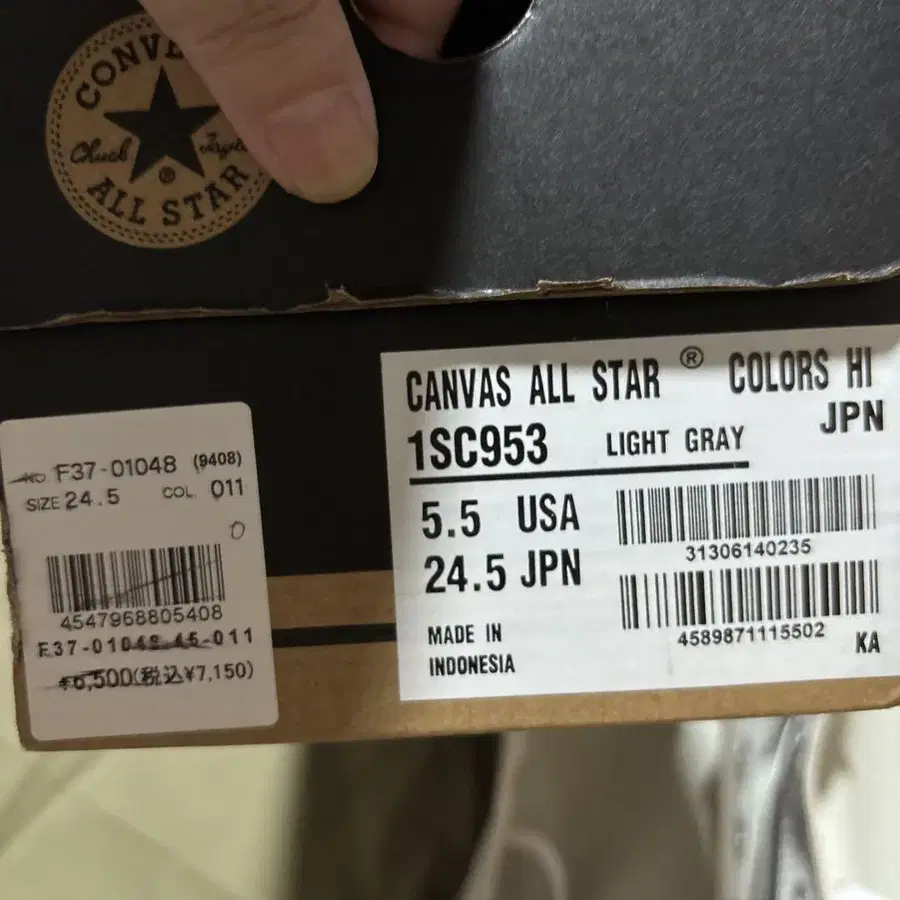 Chuck
®
ALL STAR
CANVAS ALL STAR ® COLORS HI
JPN
1SC953 LIGHT GRAY
5.5 USA
24.5 JPN
31306140235
4589871115502
MADE IN
INDONESIA
KA
NO. F37-01048 (9408)
SIZE 24.5 COL. 011
4547968805408
F37-01048-45-011
¥6,500(税込¥7,150)